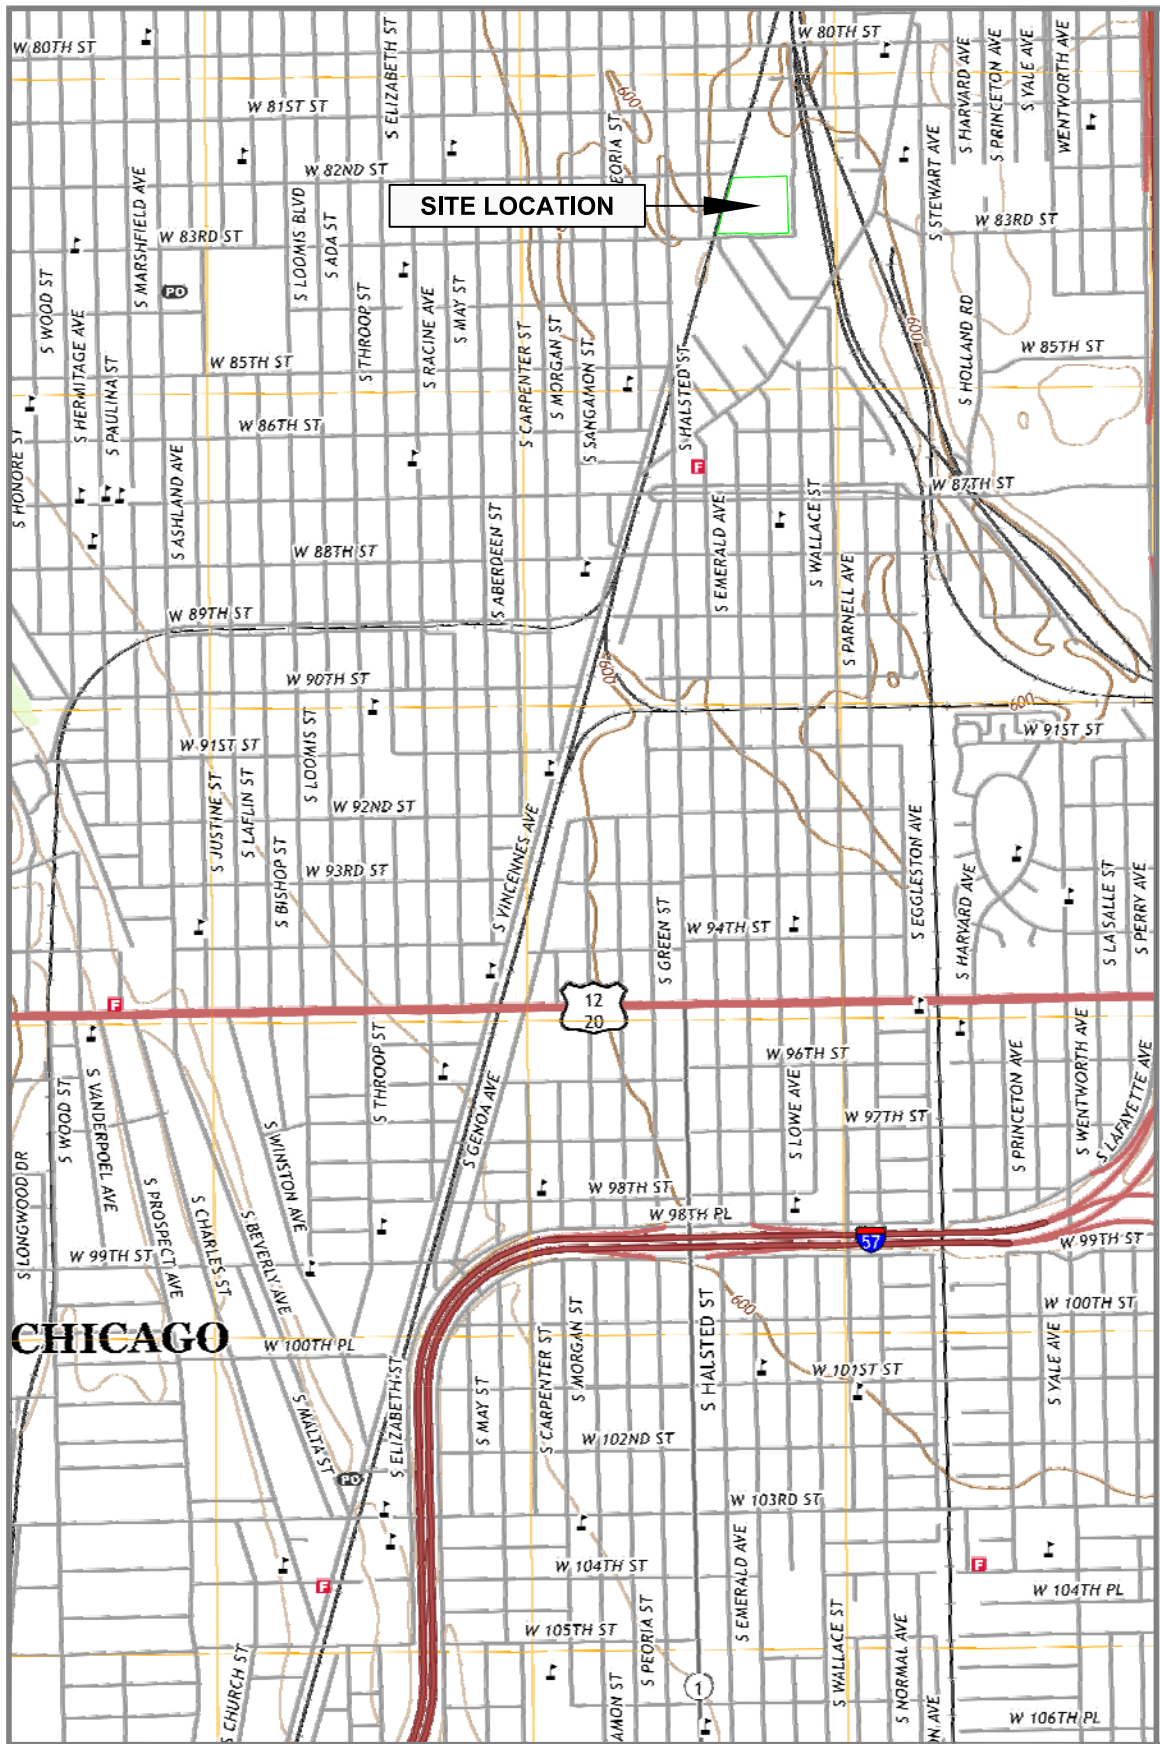 W 80TH ST
S ELIZABETH ST
W 80TH ST
S HARVARD AVE
S PRINCETON AVE
S YALE AVE
WENTWORTH AVE
W 81ST ST
600
EORIA ST
S STEWART AVE
W 82ND ST
SITE LOCATION
S MARSHFIELD AVE
S LOOMIS BLVD
S ADA ST
W 83RD ST
W 83RD ST
S WOOD ST
PO
S HERMITAGE AVE
S PAULINA ST
S THROOP ST
S RACINE AVE
S MAY ST
S CARPENTER ST
S MORGAN ST
S SANGAMON ST
S HALSTED ST
600
S HOLLAND RD
W 85TH ST
W 85TH ST
W 86TH ST
S HONORE ST
S ASHLAND AVE
F
W 87TH ST
S ABERDEEN ST
S EMERALD AVE
S WALLACE ST
W 88TH ST
S PARNELL AVE
W 89TH ST
600
W 90TH ST
600
W 91ST ST
W 91ST ST
S LOOMIS ST
S JUSTINE ST
S LAFLIN ST
W 92ND ST
S BISHOP ST
W 93RD ST
S VINCENNES AVE
S EGGLESTON AVE
S HARVARD AVE
S LA SALLE ST
S PERRY AVE
S GREEN ST
W 94TH ST
F
12
20
S THROOP ST
W 96TH ST
S WOOD ST
S VANDERPOEL AVE
S GENOA AVE
S LOWE AVE
W 97TH ST
S PRINCETON AVE
S WENTWORTH AVE
S LAFAYETTE AVE
S WINSTON AVE
S LONGWOOD DR
S PROSPECT AVE
S CHARLES ST
S BEVERLY AVE
W 98TH ST
W 98TH PL
57
W 99TH ST
W 99TH ST
CHICAGO
W 100TH PL
600
W 100TH ST
S MORGAN ST
S HALSTED ST
S CARPENTER ST
S MAY ST
S ELIZABETH ST
S MALTA ST
W 101ST ST
S YALE AVE
W 102ND ST
PO
W 103RD ST
S EMERALD AVE
W 104TH ST
F
F
W 104TH PL
S PEORIA ST
W 105TH ST
S WALLACE ST
S NORMAL AVE
S CHURCH ST
AMON ST
1
N AVE
W 106TH PL